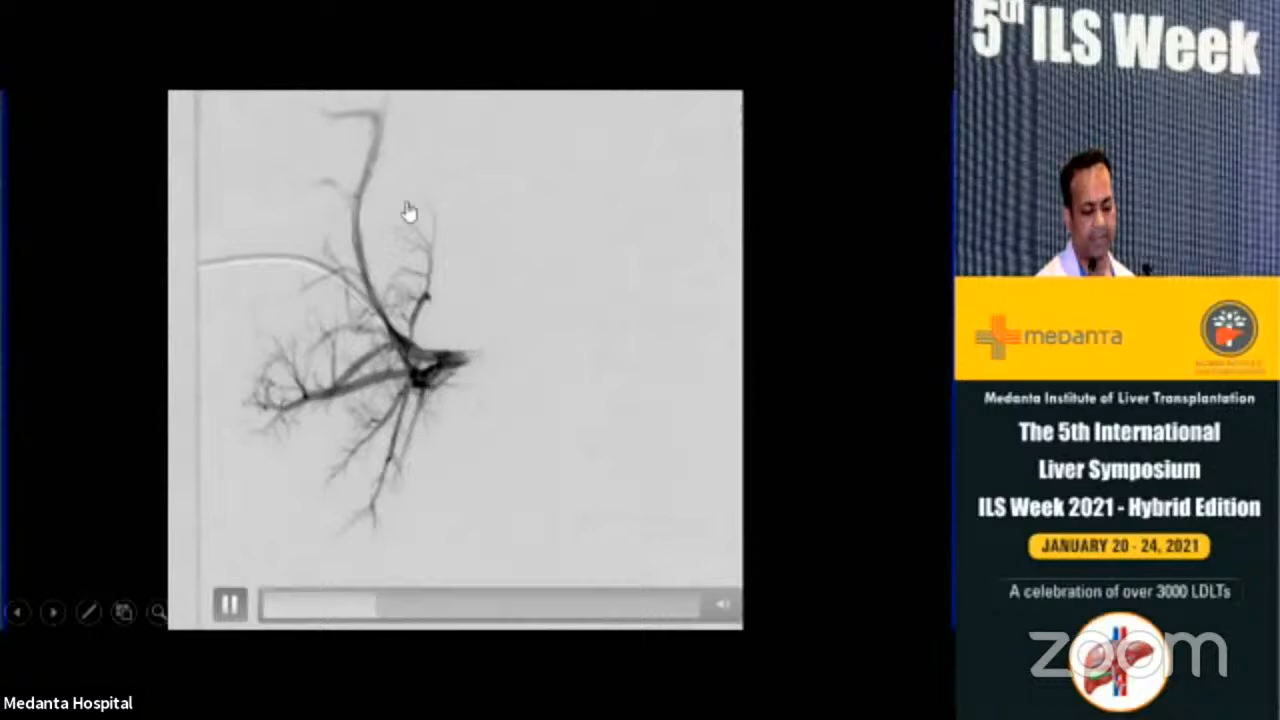 5th ILS Week
medanta
Medanta Institute of Liver Transplantation
The 5th International
Liver Symposium
ILS Week 2021 - Hybrid Edition
JANUARY 20 - 24, 2021
A celebration of over 3000 LDLTs
zoom
Medanta Hospital